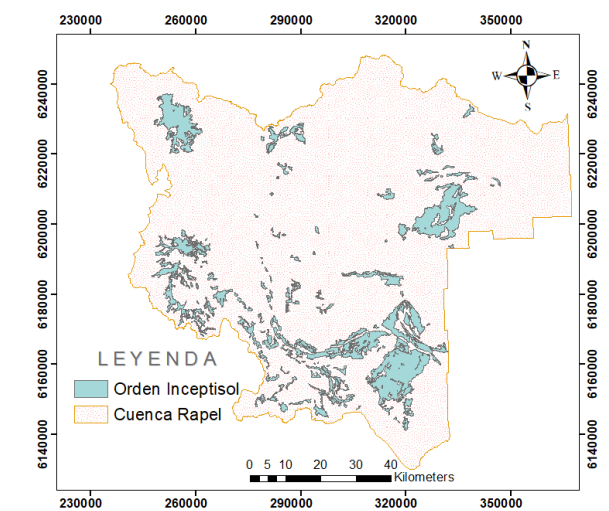 230000 260000 290000 320000 350000
N
W E
S
6240000 6240000
6220000 6220000
6200000 6200000
6180000 6180000
6160000 6160000
6140000 6140000
LEYENDA
Orden Inceptisol
Cuenca Rapel
0 5 10 20 30 40
Kilometers
230000 260000 290000 320000 350000